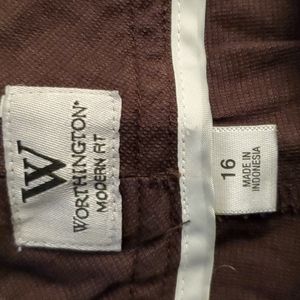 W
WORTHINGTON®
MODERN FIT
16
MADE IN
INDONESIA